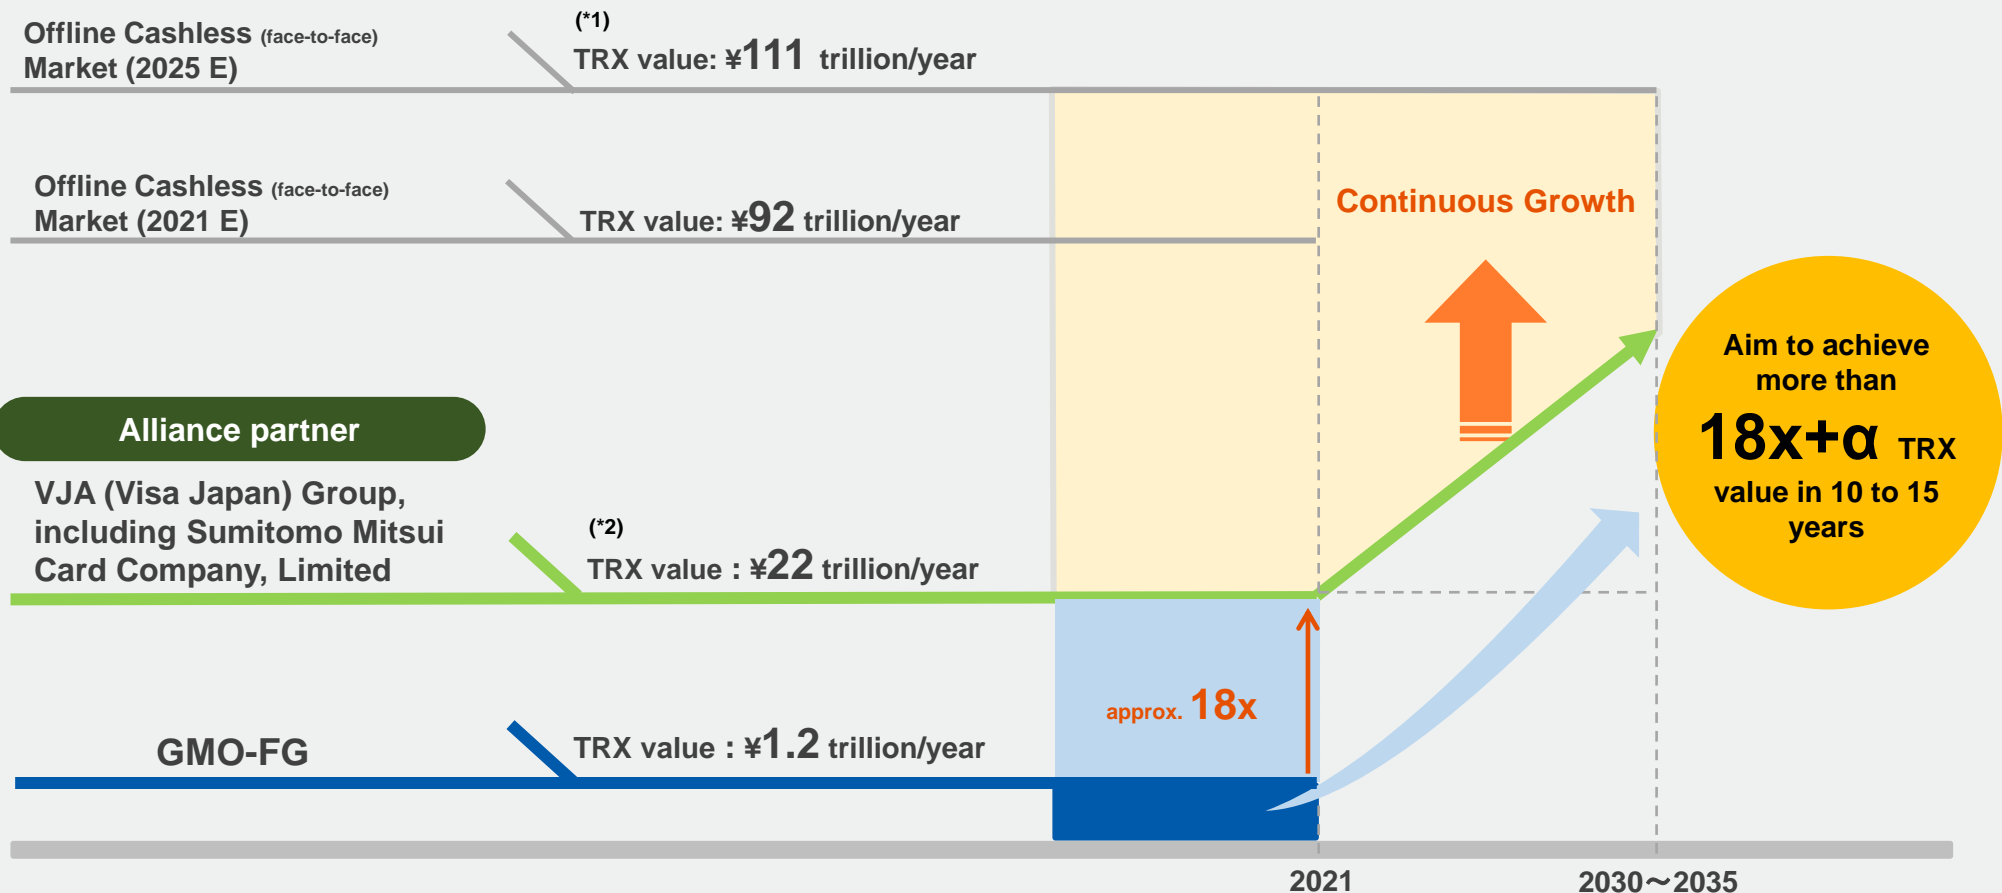 Offline Cashless (face-to-face)
Market (2025 E)
(*1)
TRX value: ¥111 trillion/year
Offline Cashless (face-to-face)
Market (2021 E)
TRX value: ¥92 trillion/year
Continuous Growth
Alliance partner
VJA (Visa Japan) Group,
including Sumitomo Mitsui
Card Company, Limited
(*2)
TRX value : ¥22 trillion/year
Aim to achieve
more than
18x+α TRX
value in 10 to 15
years
approx. 18x
GMO-FG
TRX value : ¥1.2 trillion/year
2021
2030～2035